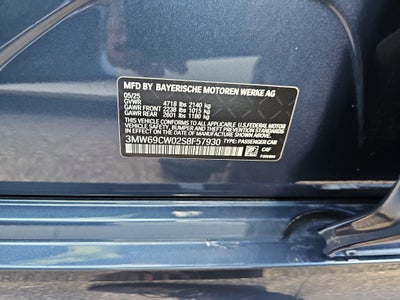 MFD BY BAYERISCHE MOTOREN WERKE AG
05/25
GVWR 4718 lbs 2140 kg
GAWR FRONT 2238 lbs 1015 kg
GAWR REAR 2601 lbs 1180 kg
THIS VEHICLE CONFORMS TO ALL APPLICABLE U.S. FEDERAL MOTOR
VEHICLE SAFETY, BUMPER, AND THEFT PREVENTION STANDARDS
IN EFFECT ON THE DATE OF MANUFACTURE SHOWN ABOVE.
3MW69CW02S8F57930 TYPE: PASSENGER CAR
C4F